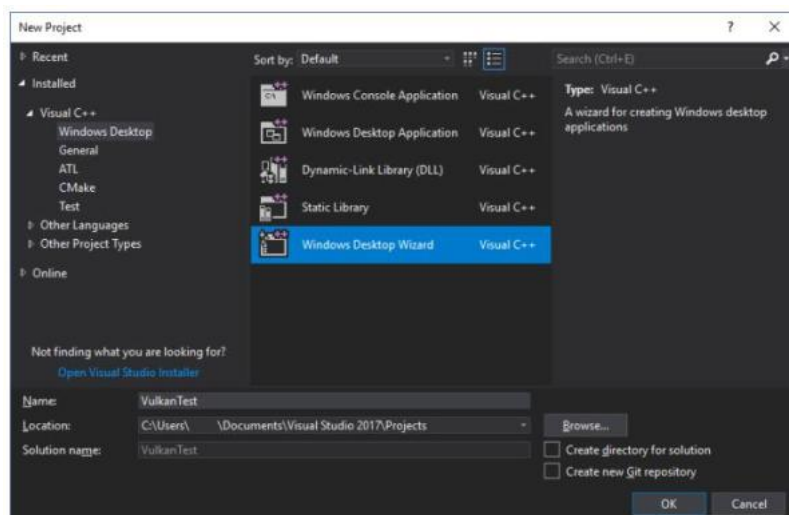 New Project
? ×
Recent
Installed
Visual C++
Windows Desktop
General
ATL
CMake
Test
Other Languages
Other Project Types
Online
Not finding what you are looking for?
Open Visual Studio Installer
Sort by: Default
Windows Console Application Visual C++
Windows Desktop Application Visual C++
Dynamic-Link Library (DLL) Visual C++
Static Library Visual C++
Windows Desktop Wizard Visual C++
Search (Ctrl+E)
Type: Visual C++
A wizard for creating Windows desktop
applications
Name: VulkanTest
Location: C:\Users\ \Documents\Visual Studio 2017\Projects
Browse...
Solution name: VulkanTest
Create directory for solution
Create new Git repository
OK Cancel